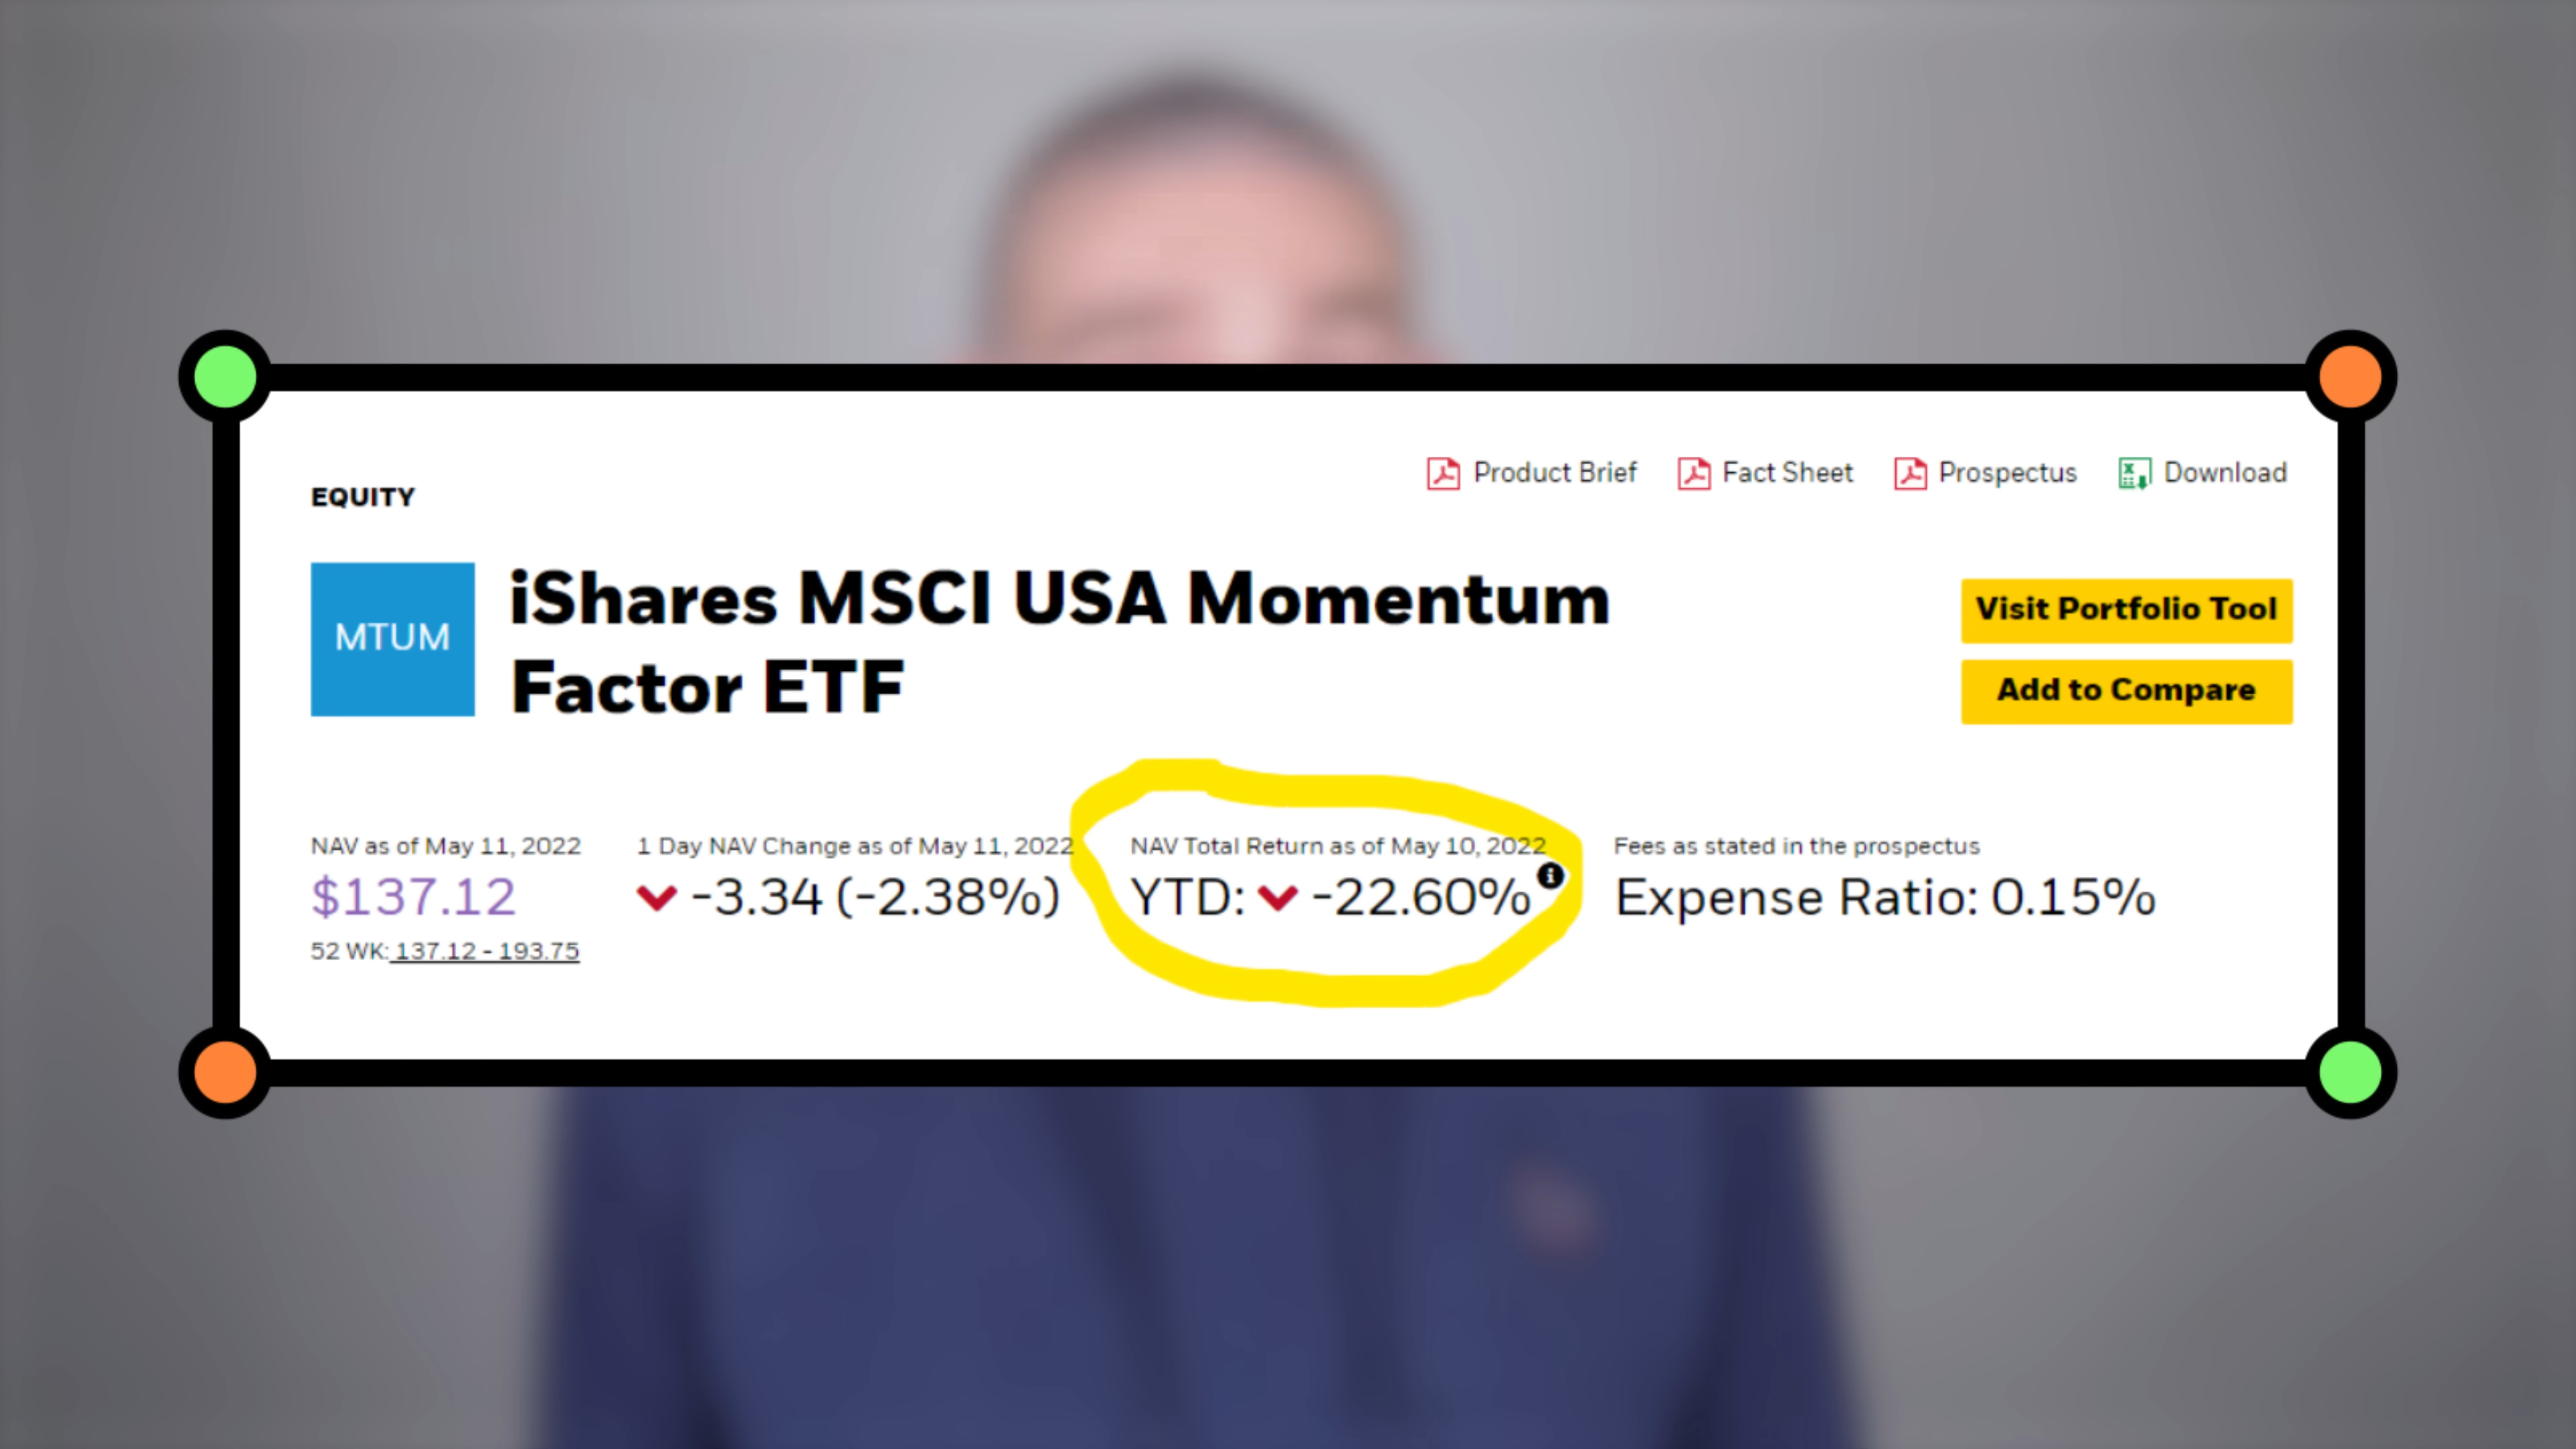 Product Brief Fact Sheet Prospectus Download
EQUITY
MTUM
iShares MSCI USA Momentum
Factor ETF
Visit Portfolio Tool
Add to Compare
NAV as of May 11, 2022
$137.12
52 WK: 137.12 - 193.75
1 Day NAV Change as of May 11, 2022
-3.34 (-2.38%)
NAV Total Return as of May 10, 2022
YTD: -22.60%
Fees as stated in the prospectus
Expense Ratio: 0.15%